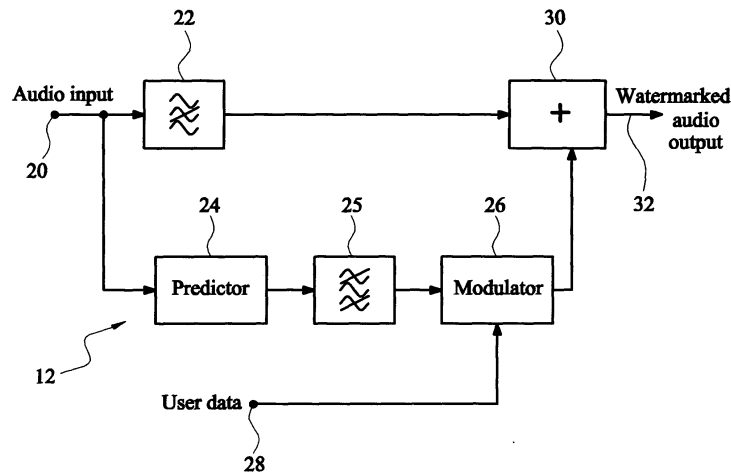 22
30
Audio input
+
Watermarked
audio
output
20
32
24
25
26
Predictor
Modulator
12
User data
28